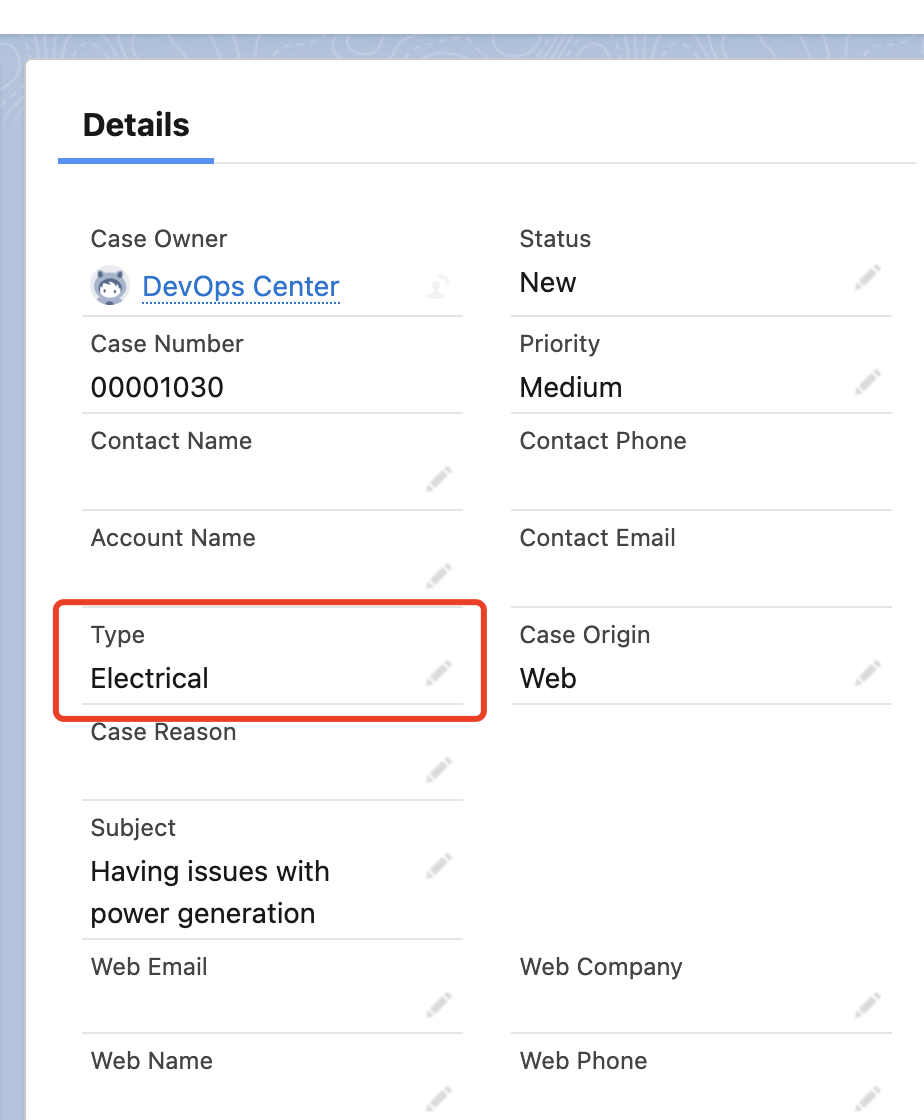 Details
Case Owner
DevOps Center
Status
New
Case Number
00001030
Priority
Medium
Contact Name
Contact Phone
Account Name
Contact Email
Type
Electrical
Case Origin
Web
Case Reason
Subject
Having issues with
power generation
Web Email
Web Company
Web Name
Web Phone